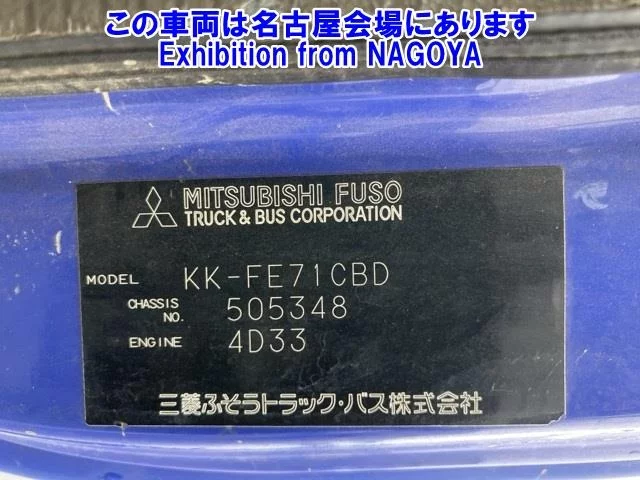 この車両は名古屋会場にあります
Exhibition from NAGOYA
MITSUBISHI FUSO
TRUCK & BUS CORPORATION
MODEL KK-FE71CBD
CHASSIS NO. 505348
ENGINE 4D33
三菱ふそうトラック・バス株式会社